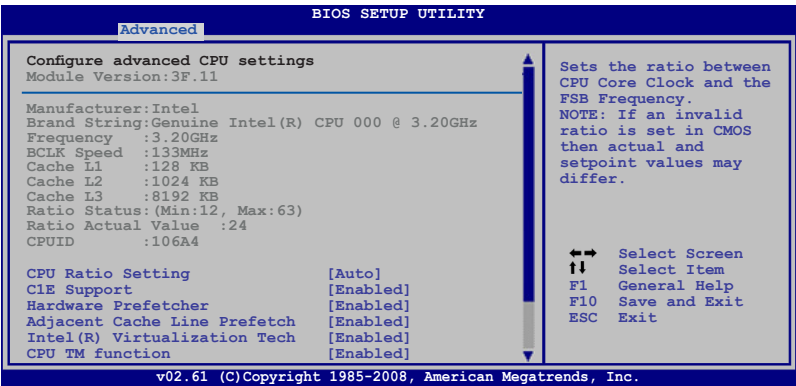 BIOS SETUP UTILITY
Advanced
Configure advanced CPU settings
Module Version:3F.11
Manufacturer:Intel
Brand String:Genuine Intel(R) CPU 000 @ 3.20GHz
Frequency :3.20GHz
BCLK Speed :133MHz
Cache L1 :128 KB
Cache L2 :1024 KB
Cache L3 :8192 KB
Ratio Status:(Min:12, Max:63)
Ratio Actual Value :24
CPUID :106A4
CPU Ratio Setting [Auto]
C1E Support [Enabled]
Hardware Prefetcher [Enabled]
Adjacent Cache Line Prefetch [Enabled]
Intel(R) Virtualization Tech [Enabled]
CPU TM function [Enabled]
Sets the ratio between
CPU Core Clock and the
FSB Frequency.
NOTE: If an invalid
ratio is set in CMOS
then actual and
setpoint values may
differ.
←→ Select Screen
↑↓ Select Item
F1 General Help
F10 Save and Exit
ESC Exit
v02.61 (C)Copyright 1985-2008, American Megatrends, Inc.